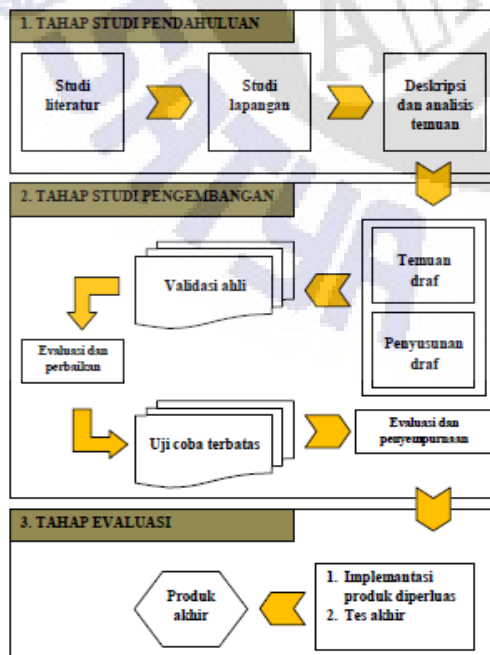 1. TAHAP STUDI PENDAHULUAN
Studi
literatur
Studi
lapangan
Deskripsi
dan analisis
temuan
2. TAHAP STUDI PENGEMBANGAN
Temuan
draf
Penyusunan
draf
Validasi ahli
Evaluasi dan
perbaikan
Uji coba terbatas
Evaluasi dan
penyempurnaan
3. TAHAP EVALUASI
1. Implemantasi
produk diperluas
2. Tes akhir
Produk
akhir